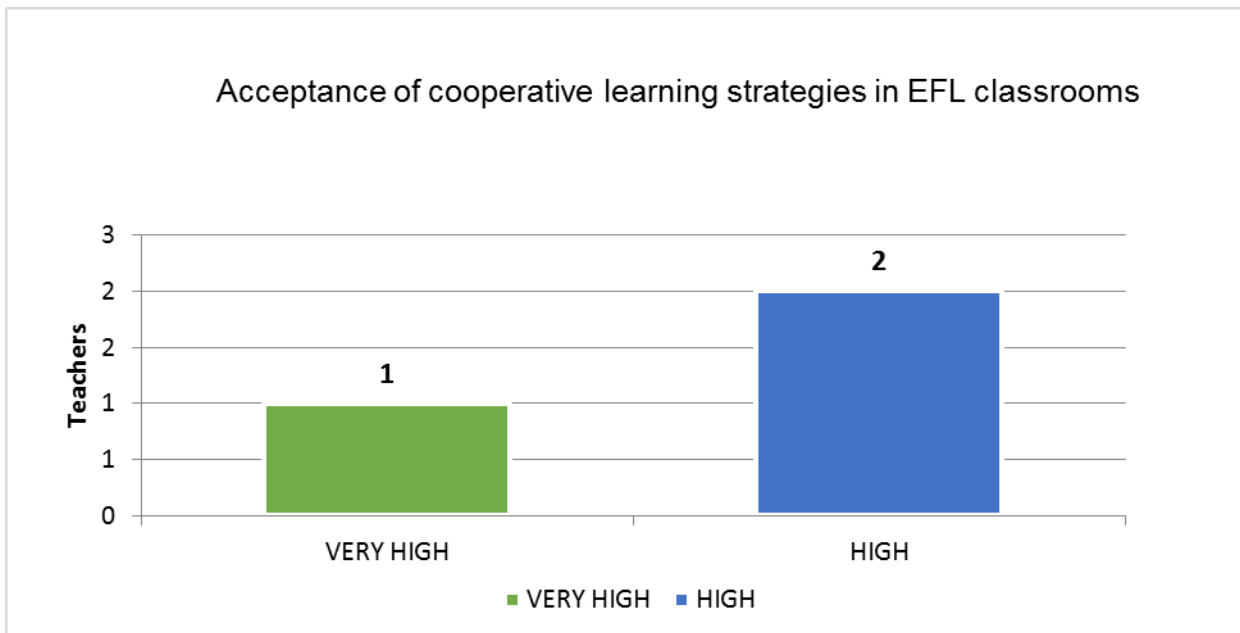 Acceptance of cooperative learning strategies in EFL classrooms
3
2
2
1
1
0
Teachers
1
2
VERY HIGH
HIGH
VERY HIGH
HIGH